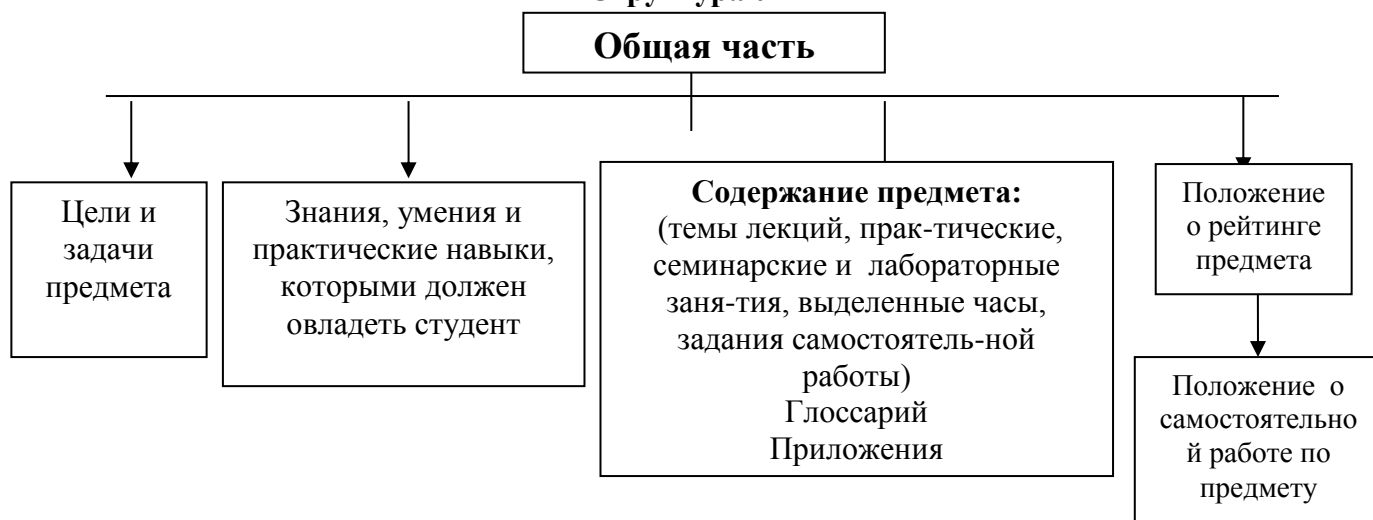 Общая часть
Цели и
задачи
предмета
Знания, умения и
практические навыки,
которыми должен
овладеть студент
Содержание предмета:
(темы лекций, прак-тические,
семинарские и лабораторные
заня-тия, выделенные часы,
задания самостоятель-ной
работы)
Глоссарий
Приложения
Положение
о рейтинге
предмета
Положение о
самостоятельно
й работе по
предмету